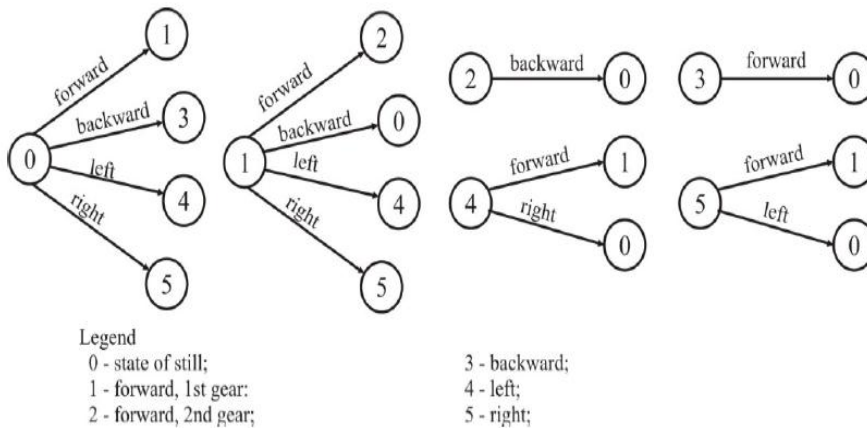 0 forward 1
backward 3
left 4
right 5
1 forward 2
backward 0
left 4
right 5
2 backward 0
3 forward 0
4 forward 1
right 0
5 forward 1
left 0
Legend
0 - state of still;
1 - forward, 1st gear:
2 - forward, 2nd gear;
3 - backward;
4 - left;
5 - right;